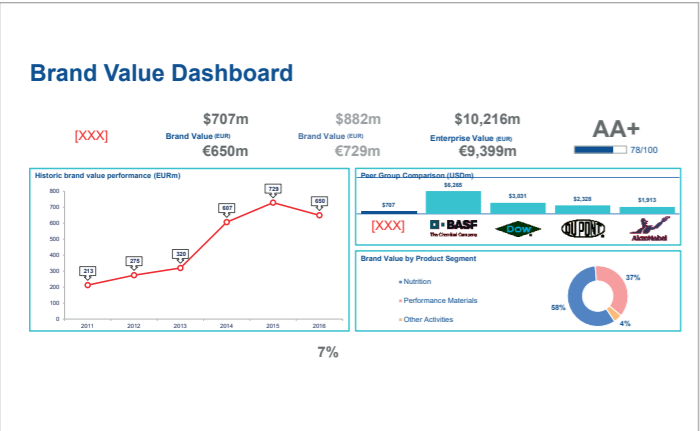 Brand Value Dashboard
[XXX]
$707m
Brand Value (EUR)
€650m
$882m
Brand Value (EUR)
€729m
$10,216m
Enterprise Value (EUR)
€9,399m
AA+
78/100
Historic brand value performance (EURm)
800
700
600
500
400
300
200
100
0
213
275
320
607
729
650
2011 2012 2013 2014 2015 2016
Peer Group Comparison (USDm)
$707
$6,265
$3,031
$2,328
$1,913
[XXX]
BASF
The Chemical Company
Dow
DUPONT
AkzoNobel
Brand Value by Product Segment
Nutrition
Performance Materials
Other Activities
37%
58%
4%
7%